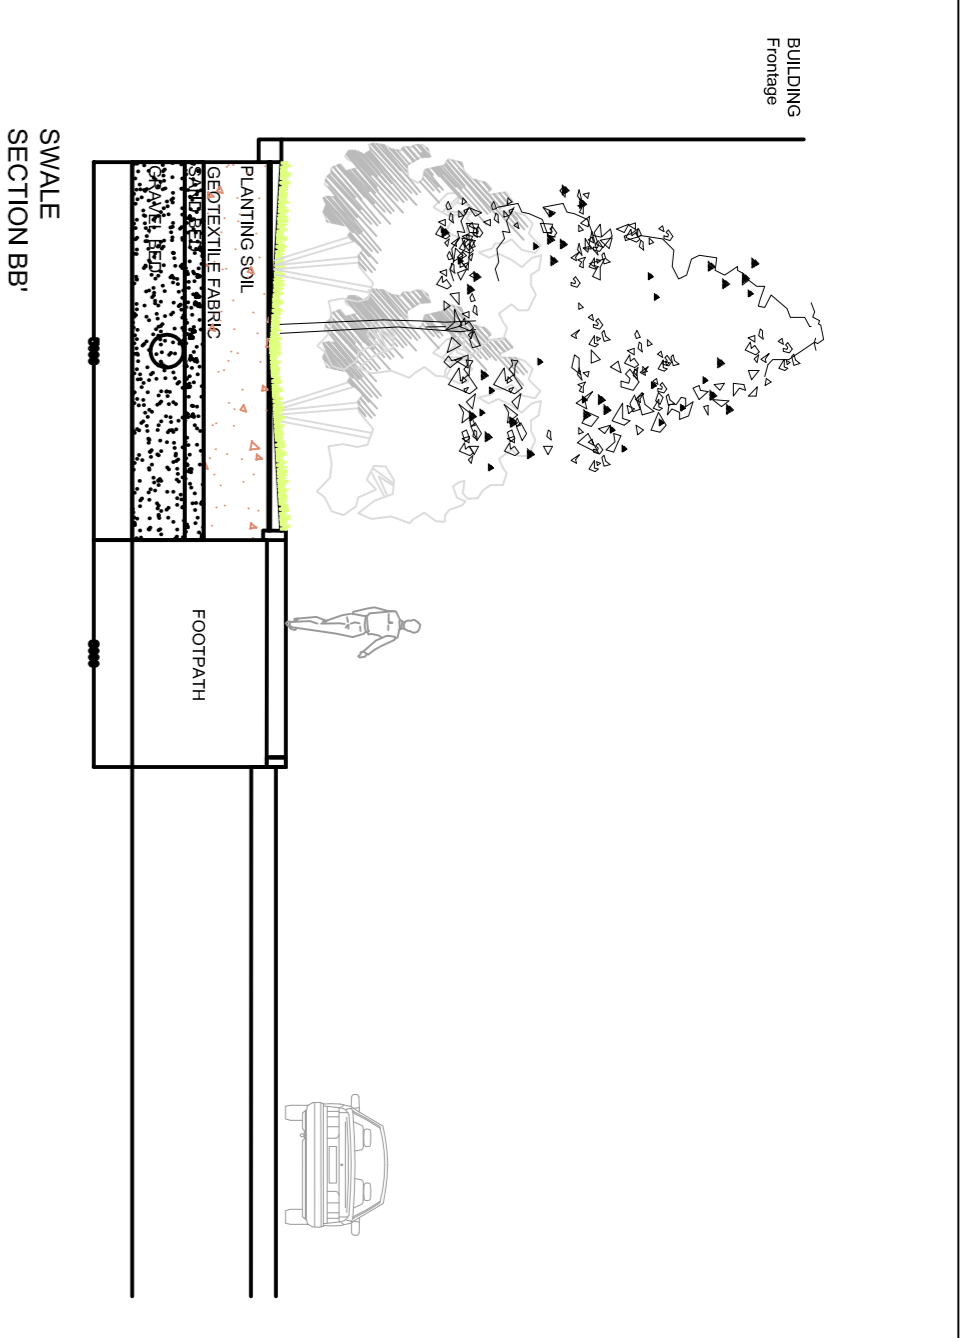 BUILDING
Frontage
PLANTING SOIL
GEOTEXTILE FABRIC
SAND BED
GRAVEL BED
FOOTPATH
SWALE
SECTION BB'